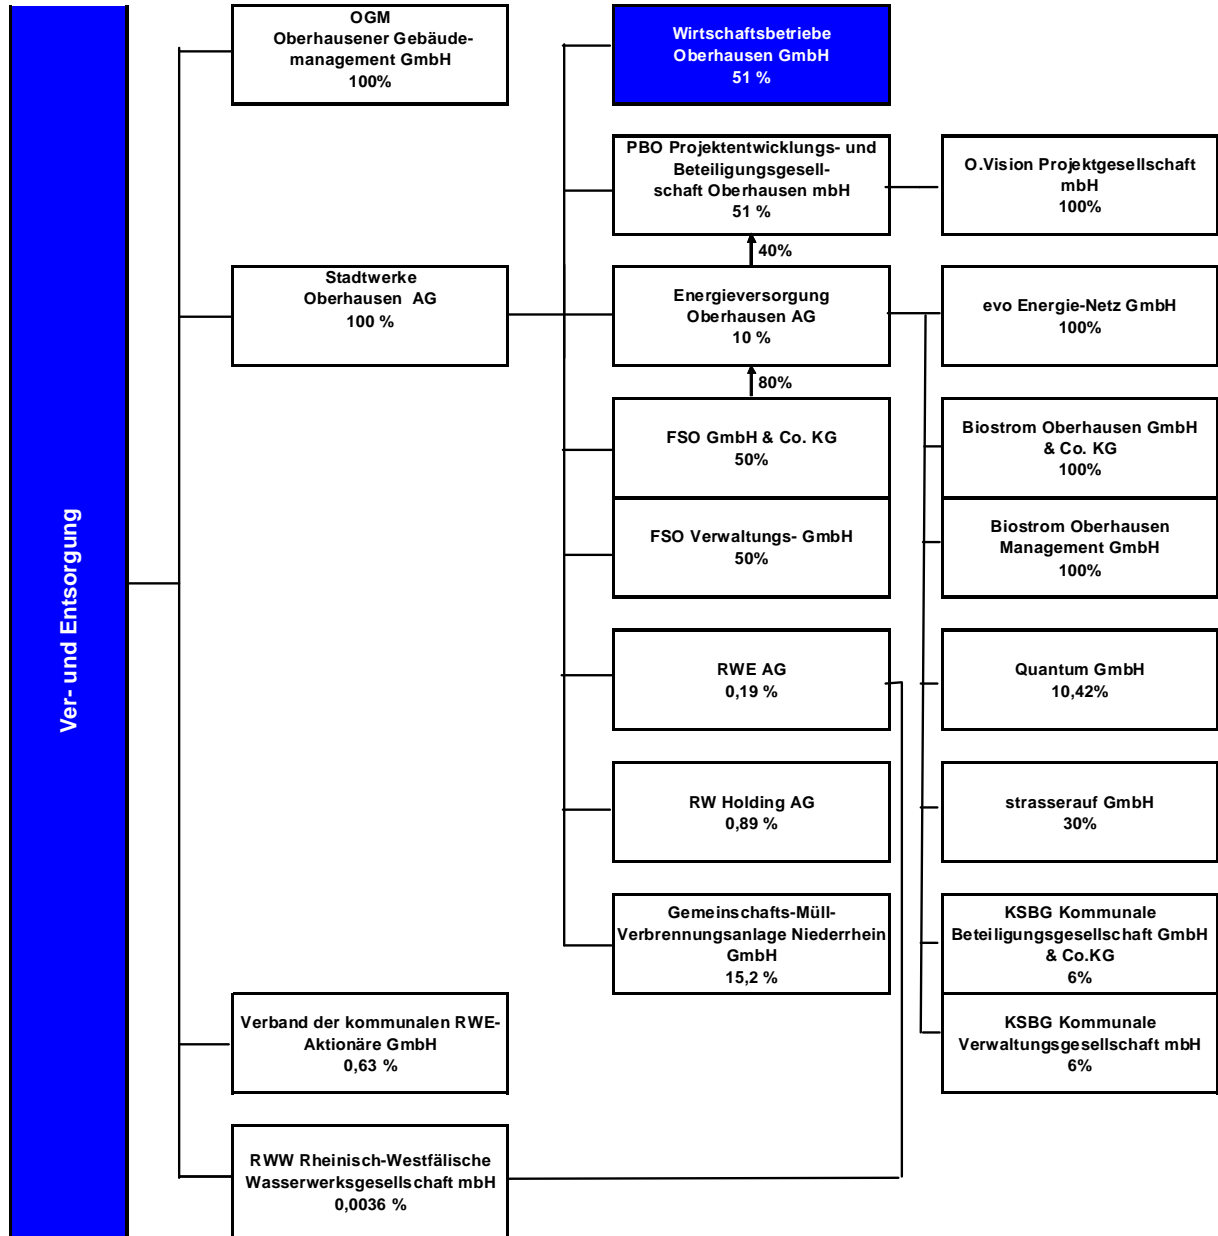 Ver- und Entsorgung
OGM
Oberhausener Gebäude-
management GmbH
100%
Stadtwerke
Oberhausen AG
100 %
Verband der kommunalen RWE-
Aktionäre GmbH
0,63 %
RWW Rheinisch-Westfälische
Wasserwerksgesellschaft mbH
0,0036 %
Wirtschaftsbetriebe
Oberhausen GmbH
51 %
PBO Projektentwicklungs- und
Beteiligungsgesell-
schaft Oberhausen mbH
51 %
40%
Energieversorgung
Oberhausen AG
10 %
80%
FSO GmbH & Co. KG
50%
FSO Verwaltungs- GmbH
50%
RWE AG
0,19 %
RW Holding AG
0,89 %
Gemeinschafts-Müll-
Verbrennungsanlage Niederrhein
GmbH
15,2 %
O.Vision Projektgesellschaft
mbH
100%
evo Energie-Netz GmbH
100%
Biostrom Oberhausen GmbH
& Co. KG
100%
Biostrom Oberhausen
Management GmbH
100%
Quantum GmbH
10,42%
strasserauf GmbH
30%
KSBG Kommunale
Beteiligungsgesellschaft GmbH
& Co.KG
6%
KSBG Kommunale
Verwaltungsgesellschaft mbH
6%